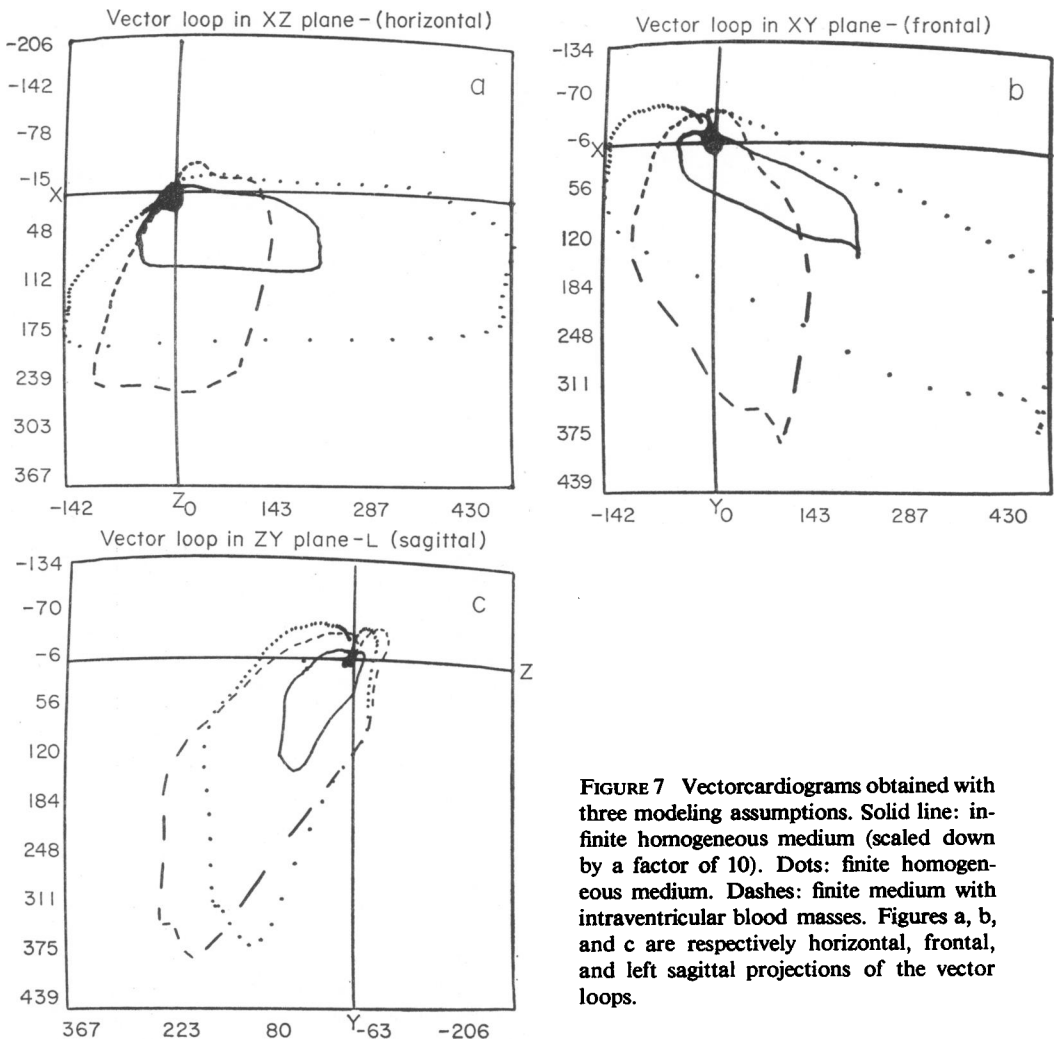 Vector loop in XZ plane-(horizontal)
-206
-142
-78
-15
48
112
175
239
303
367
X
a
Z
-142
0
143
287
430
Vector loop in XY plane-(frontal)
-134
-70
-6
56
120
184
248
311
375
439
X
b
Y
-142
0
143
287
430
Vector loop in ZY plane-L (sagittal)
-134
-70
-6
56
120
184
248
311
375
439
c
Z
Y
367
223
80
-63
-206
FIGURE 7 Vectorcardiograms obtained with
three modeling assumptions. Solid line: in-
finite homogeneous medium (scaled down
by a factor of 10). Dots: finite homogen-
eous medium. Dashes: finite medium with
intraventricular blood masses. Figures a, b,
and c are respectively horizontal, frontal,
and left sagittal projections of the vector
loops.